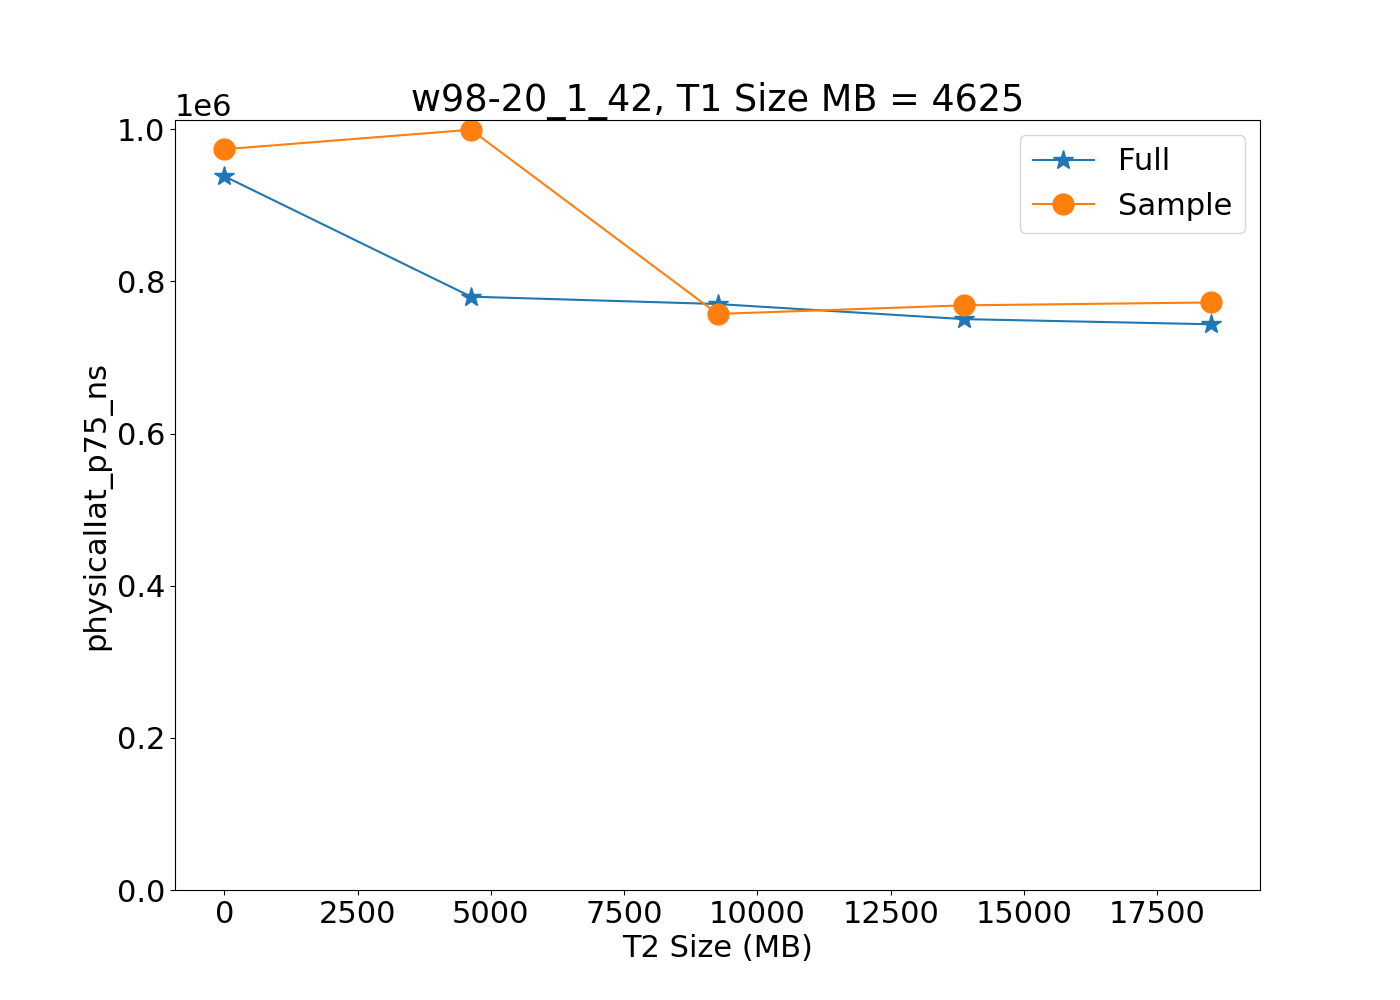 w98-20_1_42, T1 Size MB = 4625
1e6
1.0
0.8
0.6
0.4
0.2
0.0
physicallat_p75_ns
Full
Sample
0 2500 5000 7500 10000 12500 15000 17500
T2 Size (MB)